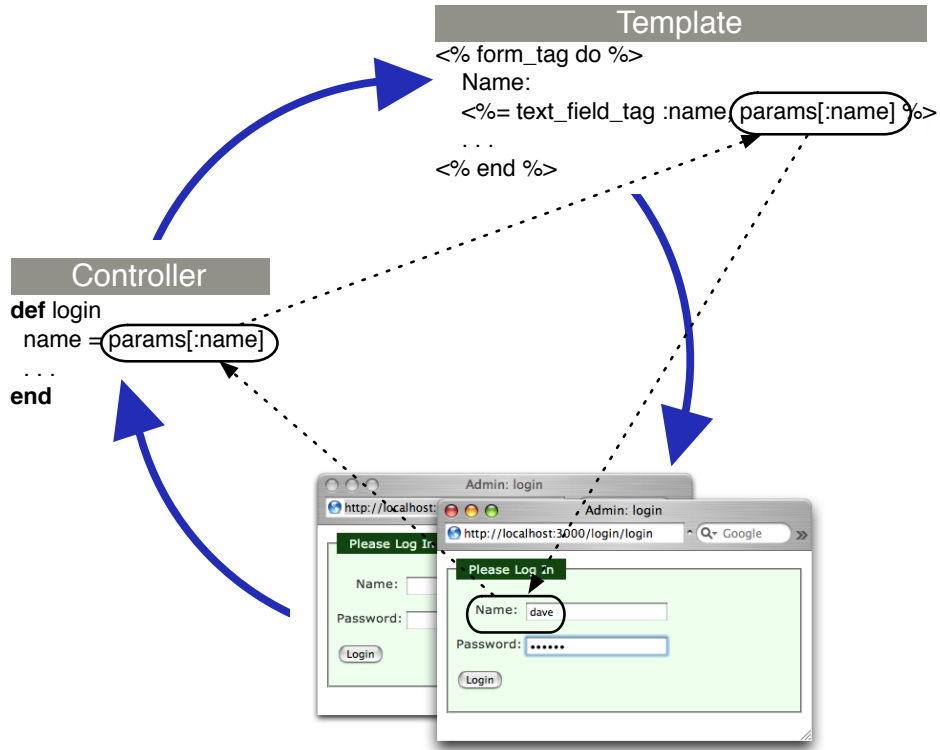 Template
<% form_tag do %>
Name:
<%= text_field_tag :name, params[:name] %>
. . .
<% end %>
Controller
def login
name = params[:name]
. . .
end
Admin: login
http://localhost:
Please Log In
Name:
Password:
Login
Admin: login
http://localhost:3000/login/login
Google
Please Log In
Name: dave
Password: ••••••
Login